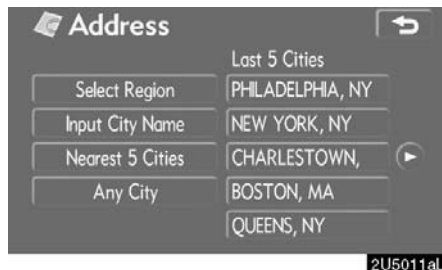 Address
Last 5 Cities
Select Region
PHILADELPHIA, NY
Input City Name
NEW YORK, NY
Nearest 5 Cities
CHARLESTOWN,
Any City
BOSTON, MA
QUEENS, NY
2U5011aI